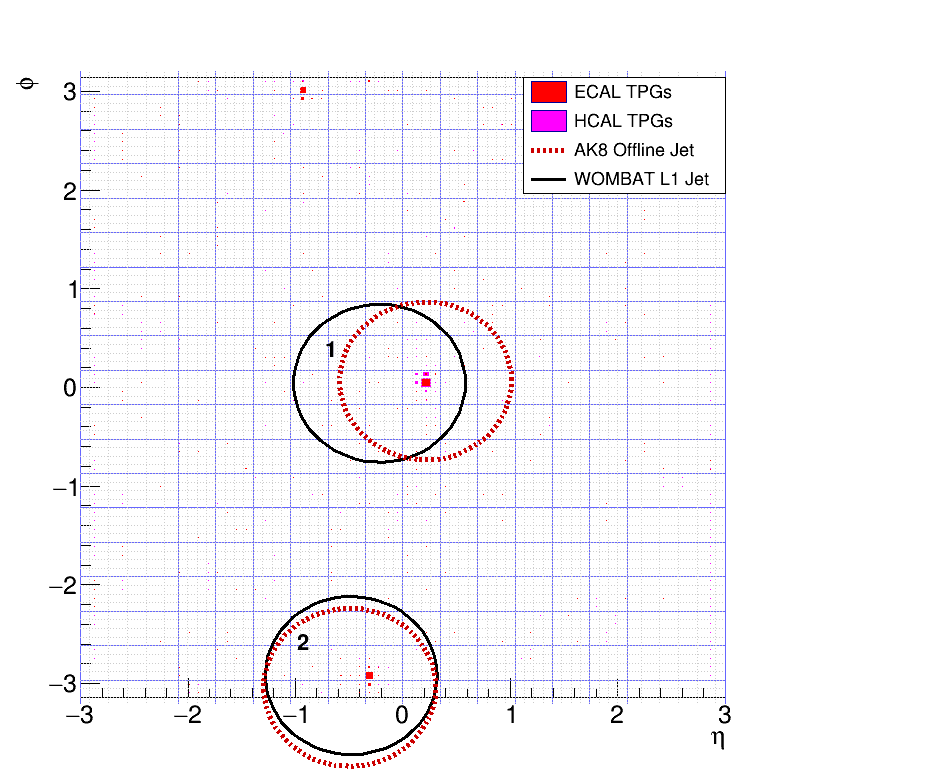 ϕ
3
ECAL TPGs
HCAL TPGs
AK8 Offline Jet
WOMBAT L1 Jet
2
1
1
0
−1
−2
2
−3
−3 −2 −1 0 1 2 3
η